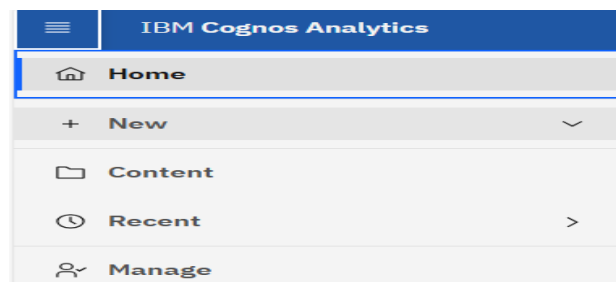 IBM Cognos Analytics
Home
New
Content
Recent
Manage